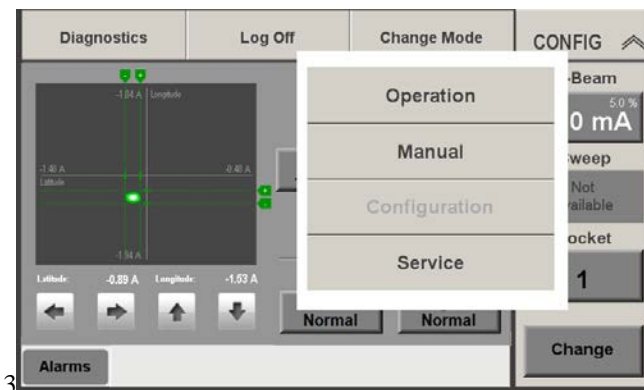 Diagnostics
Log Off
Change Mode
CONFIG
-1.04 A
Longitude
-1.40 A
Latitude
-0.40 A
-1.94 A
Latitude:
-0.89 A
Longitude:
-1.53 A
Operation
Manual
Configuration
Service
-Beam
5.0 %
0 mA
weep
Not
ailable
ocket
1
Normal
Normal
Change
Alarms
3